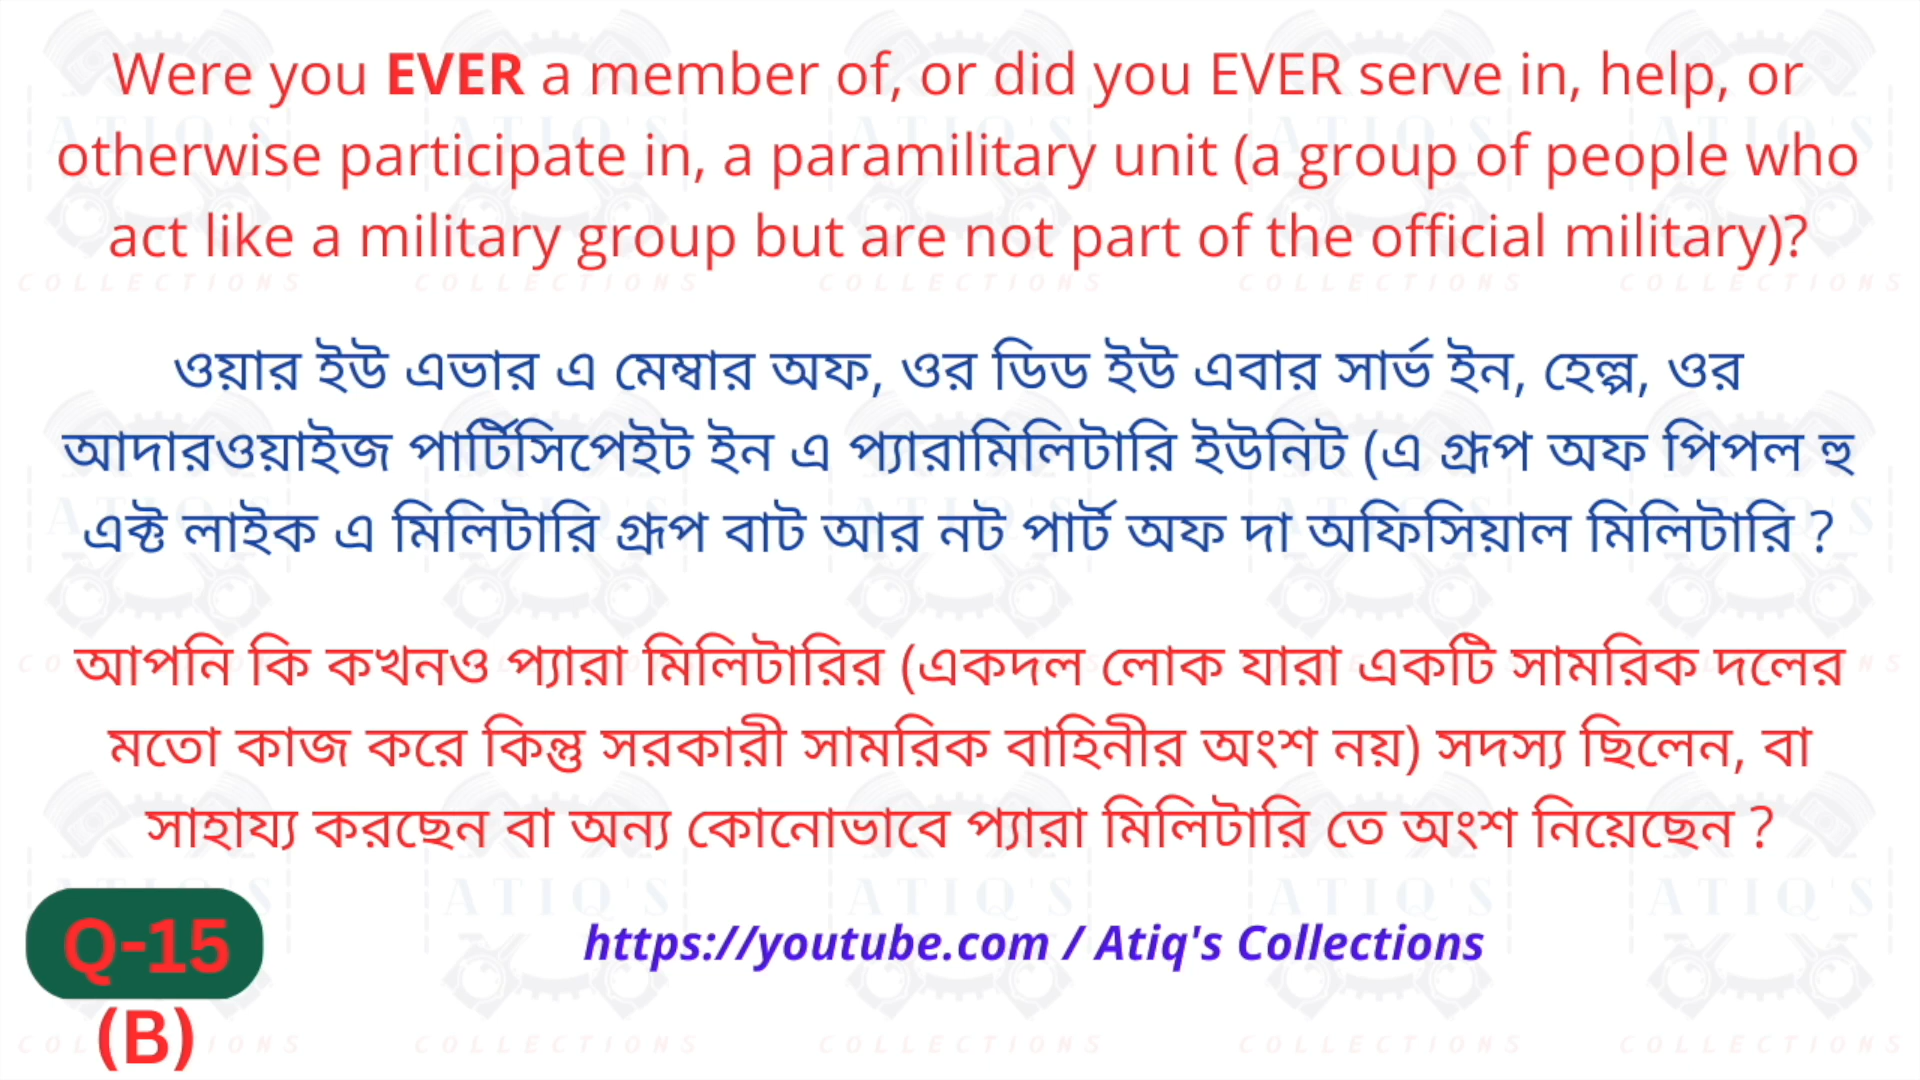 Were you EVER a member of, or did you EVER serve in, help, or
otherwise participate in, a paramilitary unit (a group of people who
act like a military group but are not part of the official military)?
ওয়ার ইউ এভার এ মেম্বার অফ, ওর ডিড ইউ এবার সার্ভ ইন, হেল্প, ওর
আদারওয়াইজ পার্টিসিপেইট ইন এ প্যারামিলিটারি ইউনিট (এ গ্রূপ অফ পিপল হু
এক্ট লাইক এ মিলিটারি গ্রূপ বাট আর নট পার্ট অফ দা অফিসিয়াল মিলিটারি ?
আপনি কি কখনও প্যারা মিলিটারির (একদল লোক যারা একটি সামরিক দলের
মতো কাজ করে কিন্তু সরকারী সামরিক বাহিনীর অংশ নয়) সদস্য ছিলেন, বা
সাহায্য করছেন বা অন্য কোনোভাবে প্যারা মিলিটারি তে অংশ নিয়েছেন ?
Q-15
(B)
https://youtube.com / Atiq's Collections
ATIQ'S
COLLECTIONS